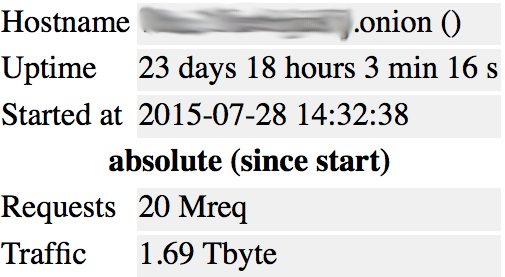 Hostname .onion ()
Uptime 23 days 18 hours 3 min 16 s
Started at 2015-07-28 14:32:38
absolute (since start)
Requests 20 Mreq
Traffic 1.69 Tbyte